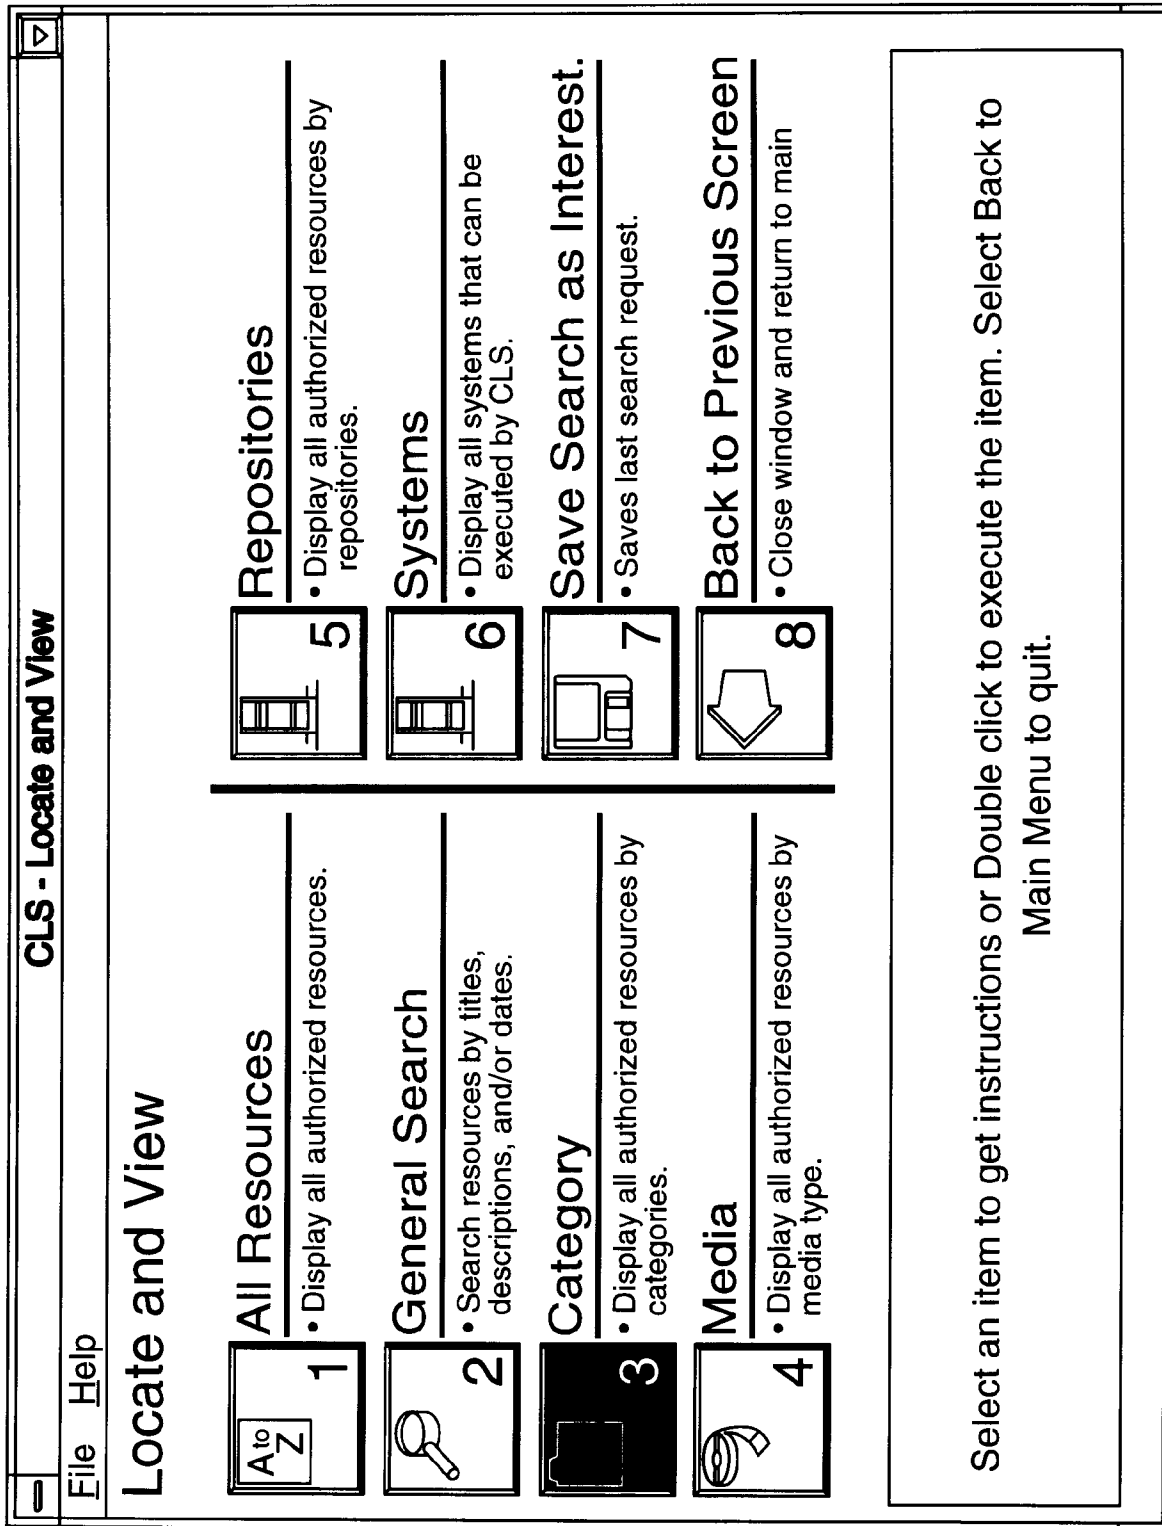 CLS - Locate and View
File Help
Locate and View
A to
Z
1
All Resources
• Display all authorized resources.
2
General Search
• Search resources by titles,
descriptions, and/or dates.
3
Category
• Display all authorized resources by
categories.
4
Media
• Display all authorized resources by
media type.
5
Repositories
• Display all authorized resources by
repositories.
6
Systems
• Display all systems that can be
executed by CLS.
7
Save Search as Interest.
• Saves last search request.
8
Back to Previous Screen
• Close window and return to main
Select an item to get instructions or Double click to execute the item. Select Back to
Main Menu to quit.